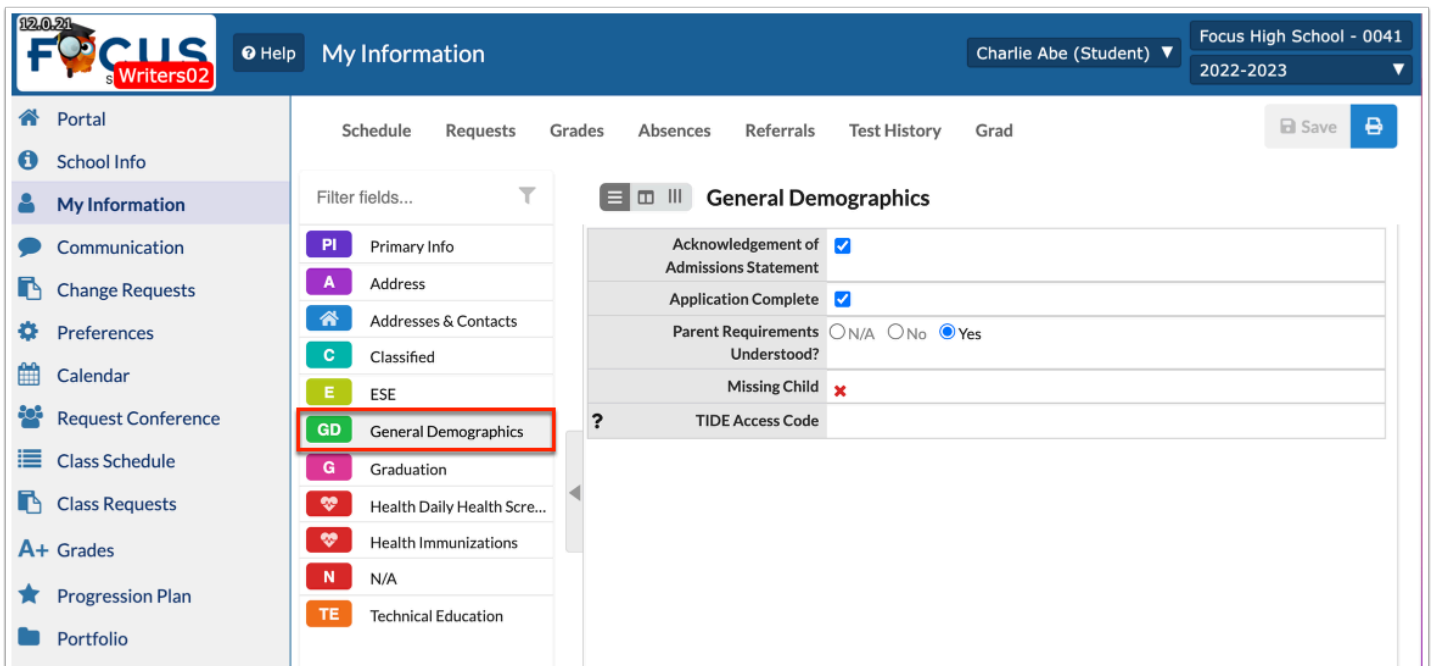 12.0.21
FOCUS
S
Writers02
Help
My Information
Charlie Abe (Student) ▼
Focus High School - 0041
2022-2023 ▼
Portal
School Info
My Information
Communication
Change Requests
Preferences
Calendar
Request Conference
Class Schedule
Class Requests
A+ Grades
Progression Plan
Portfolio
Schedule Requests Grades Absences Referrals Test History Grad
Save
Filter fields...
PI Primary Info
A Address
Addresses & Contacts
C Classified
E ESE
GD General Demographics
G Graduation
Health Daily Health Scre...
Health Immunizations
N N/A
TE Technical Education
General Demographics
Acknowledgement of
Admissions Statement
Application Complete
Parent Requirements
Understood?
N/A No Yes
Missing Child
? TIDE Access Code